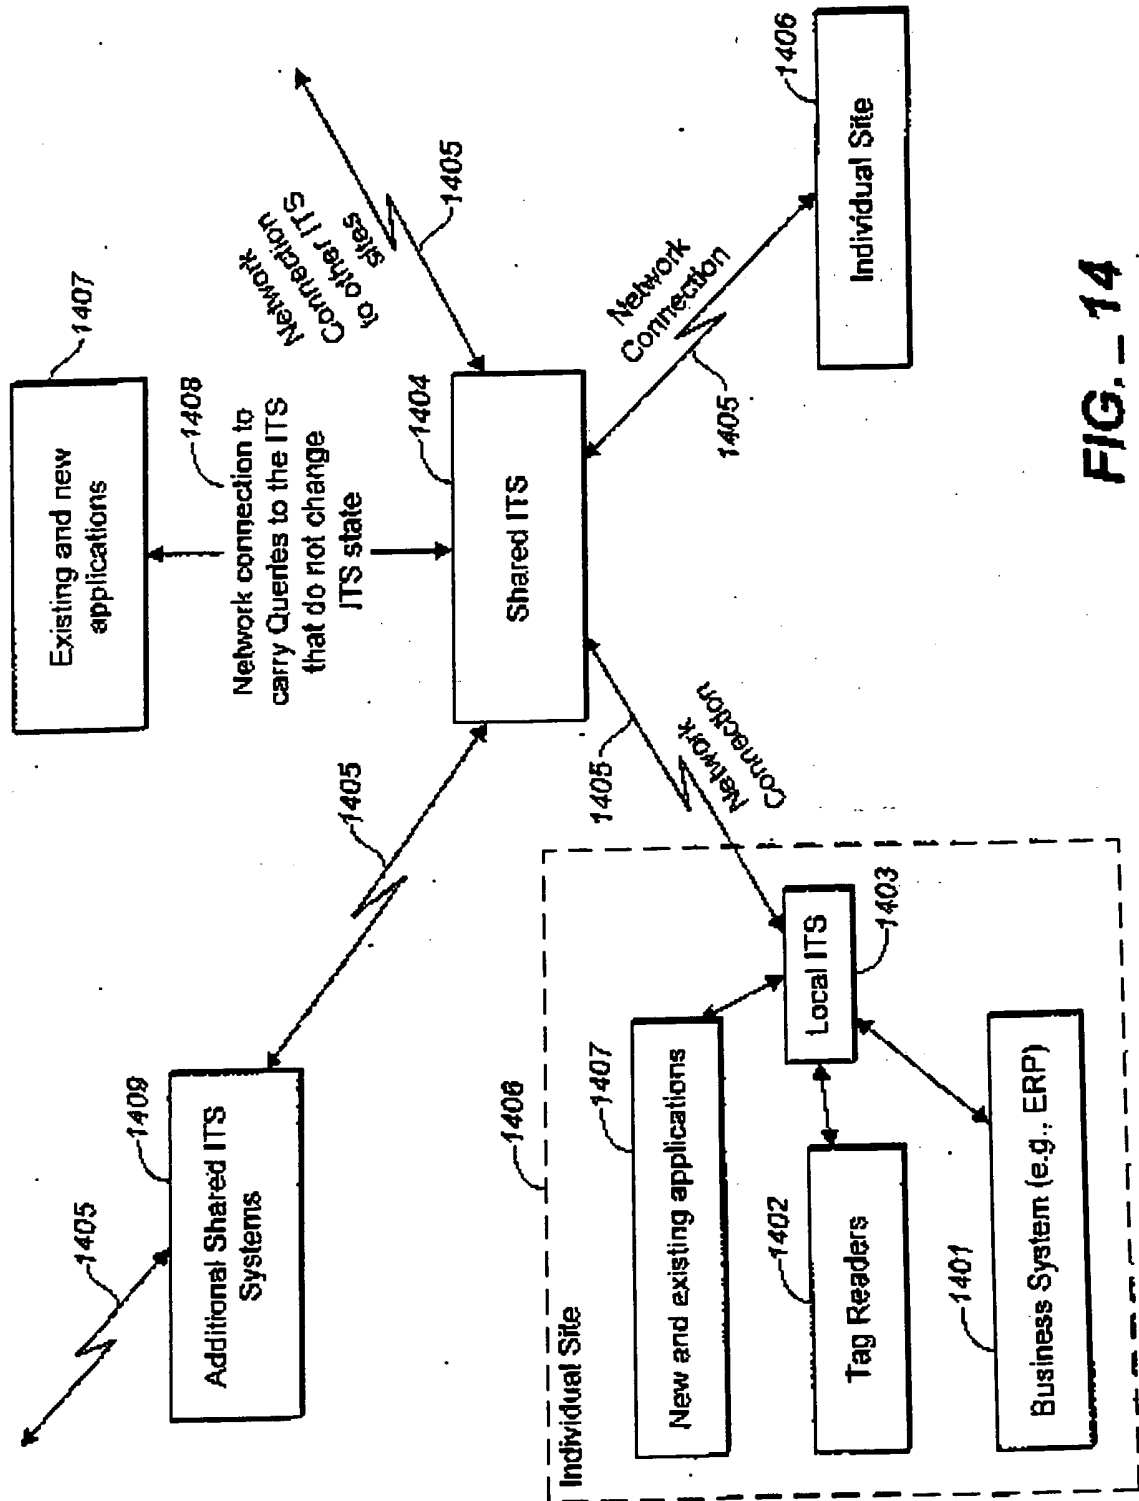 1405
1409
Additional Shared ITS
Systems
1405
1407
Existing and new
applications
1408
Network connection to
carry Queries to the ITS
that do not change
ITS state
Network
Connection
to other ITS
sites
1405
1404
Shared ITS
Individual Site
1406
1407
New and existing applications
1402
Tag Readers
1401
Business System (e.g., ERP)
Local ITS
1403
1405
Network
Connection
Network
Connection
1405
1406
Individual Site
FIG._14